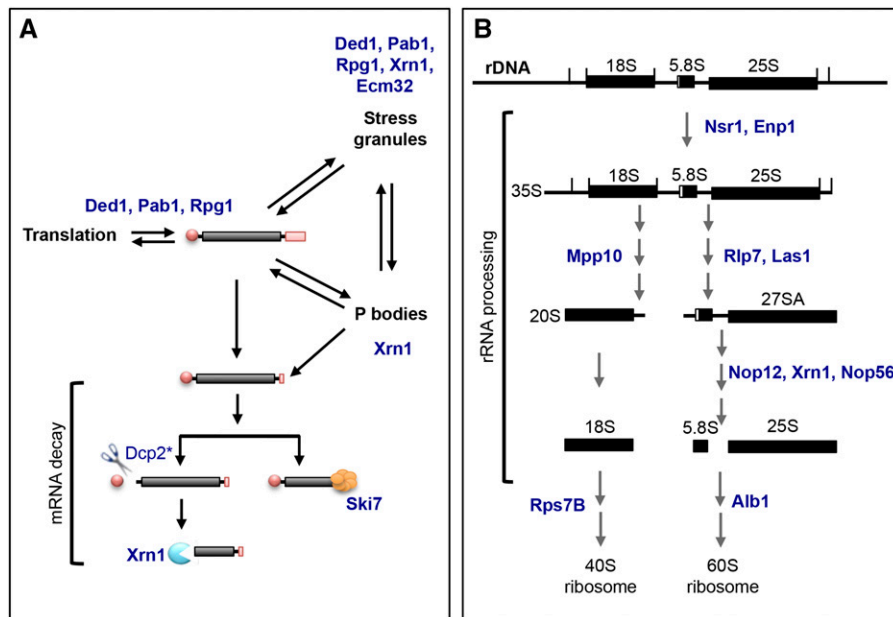 A
Ded1, Pab1,
Rpg1, Xrn1,
Ecm32
Stress
granules
Ded1, Pab1, Rpg1
Translation
P bodies
Xrn1
mRNA decay
Dcp2*
Ski7
Xrn1
B
rDNA
18S
5.8S
25S
Nsr1, Enp1
rRNA processing
35S
18S
5.8S
25S
Mpp10
Rlp7, Las1
20S
27SA
Nop12, Xrn1, Nop56
18S
5.8S
25S
Rps7B
Alb1
40S
ribosome
60S
ribosome